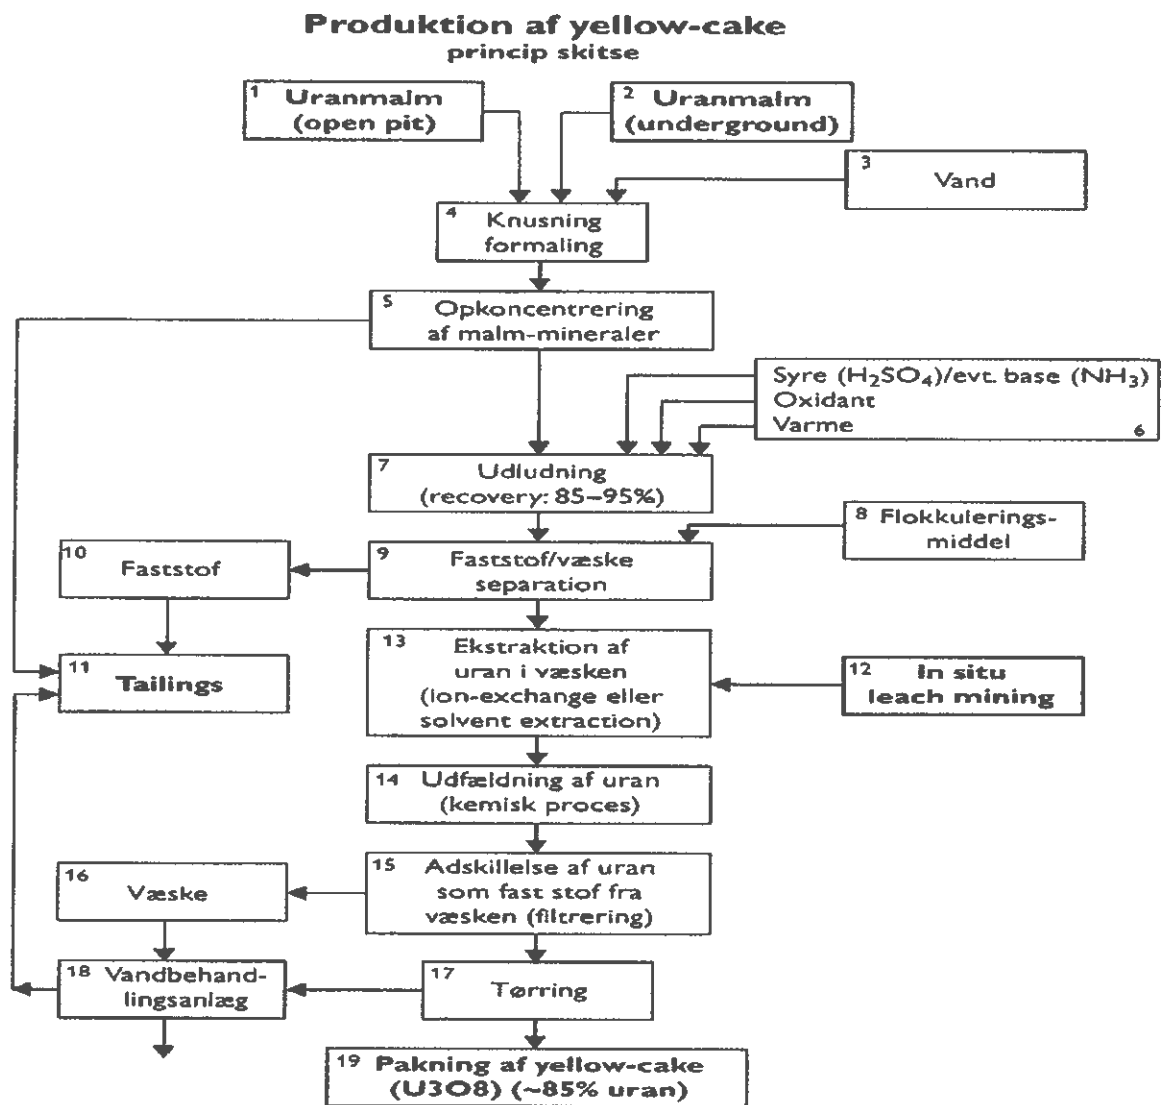 Produktion af yellow-cake
princip skitse
1 Uranmalm
(open pit)
2 Uranmalm
(underground)
3 Vand
4 Knusning
formaling
5 Opkoncentrering
af malm-mineraler
Syre (H₂SO₄)/evt. base (NH₃)
Oxidant
Varme 6
7 Udludning
(recovery: 85–95%)
8 Flokkulerings-
middel
9 Faststof/væske
separation
10 Faststof
11 Tailings
12 In situ
leach mining
13 Ekstraktion af
uran i væsken
(ion-exchange eller
solvent extraction)
14 Udfældning af uran
(kemisk proces)
15 Adskillelse af uran
som fast stof fra
væsken (filtrering)
16 Væske
17 Tørring
18 Vandbehand-
lingsanlæg
19 Pakning af yellow-cake
(U3O8) (~85% uran)